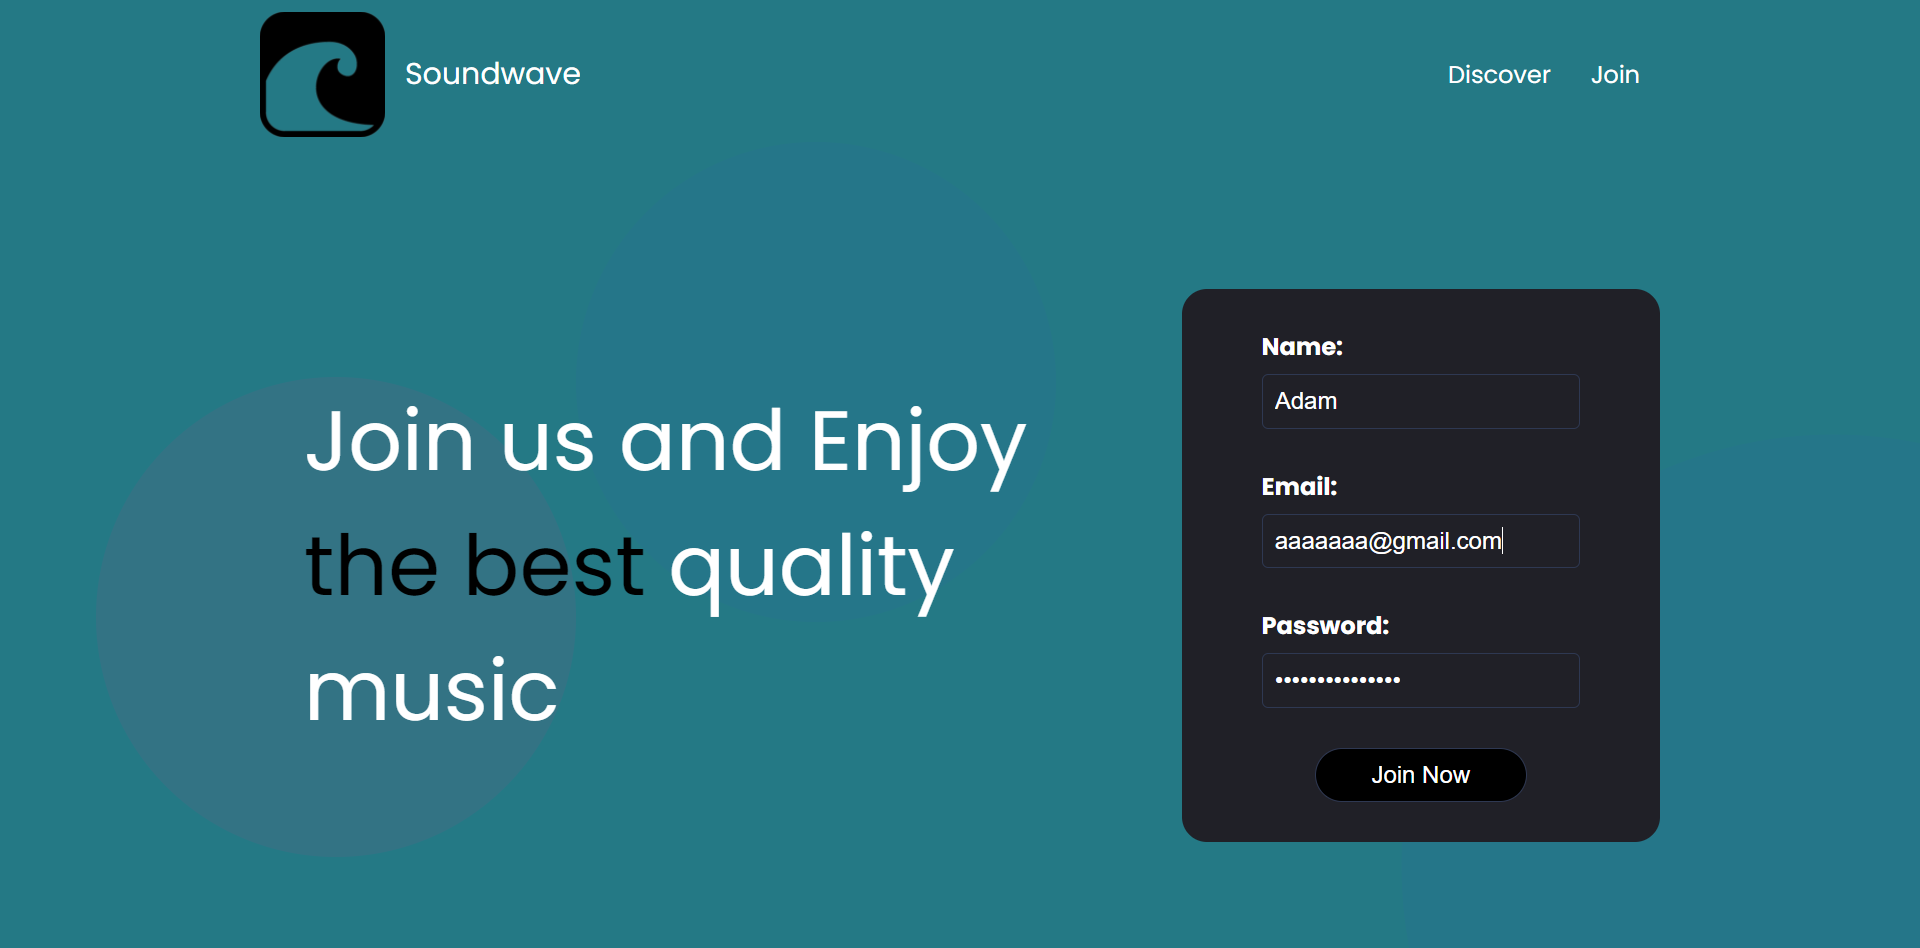 Soundwave
Discover
Join
Join us and Enjoy
the best quality
music
Name:
Adam
Email:
aaaaaaa@gmail.com
Password:
•••••••••••••••
Join Now